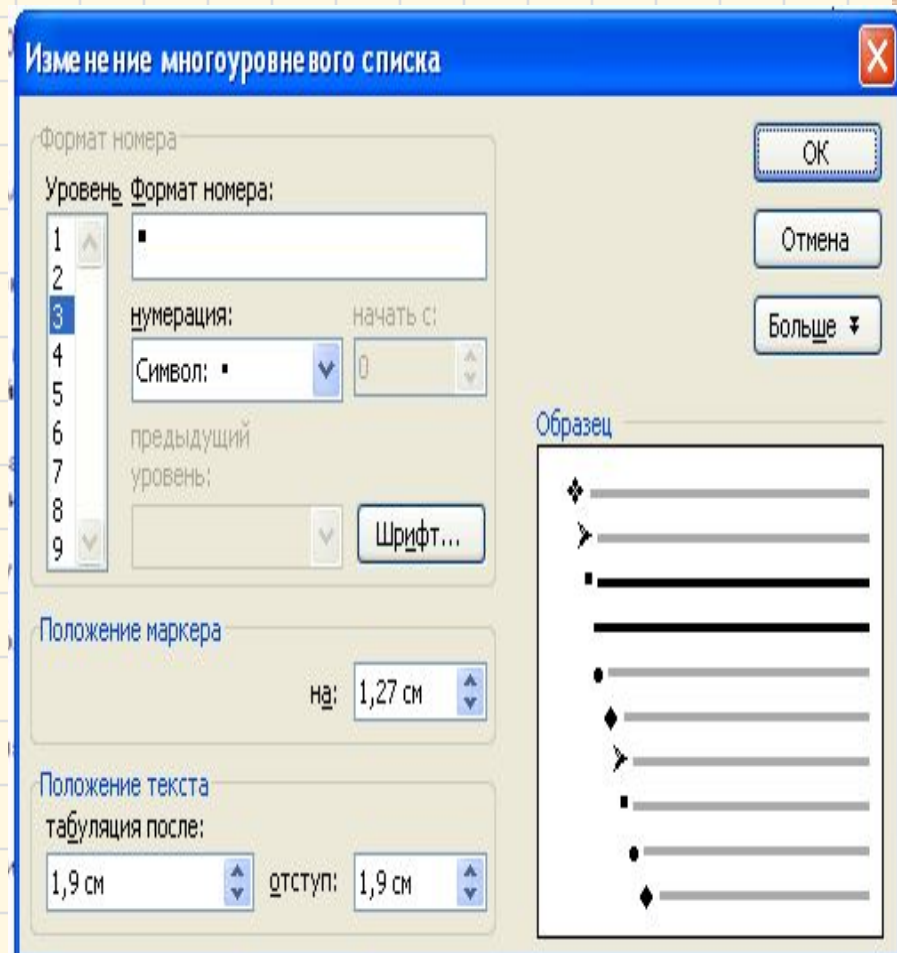 Изменение многоуровневого списка
Формат номера
Уровень Формат номера:
1
2
3
4
5
6
7
8
9
нумерация: начать с:
Символ: ▪ 0
предыдущий
уровень:
Шрифт...
Положение маркера
на: 1,27 см
Положение текста
табуляция после:
1,9 см отступ: 1,9 см
ОК
Отмена
Больше
Образец